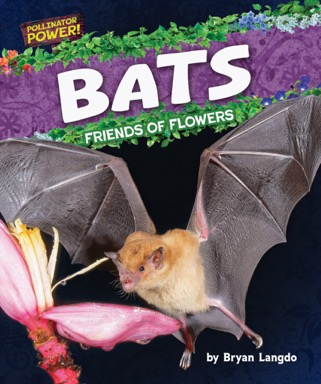 POLLINATOR
POWER!
BATS
FRIENDS OF FLOWERS
by Bryan Langdo